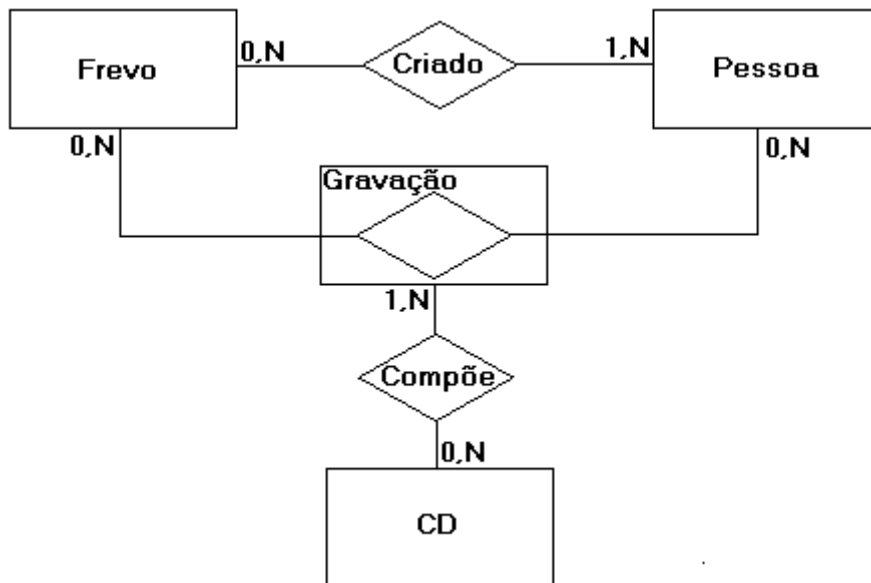 0,N
1,N
Frevo
Criado
Pessoa
0,N
0,N
Gravação
1,N
Compõe
0,N
CD